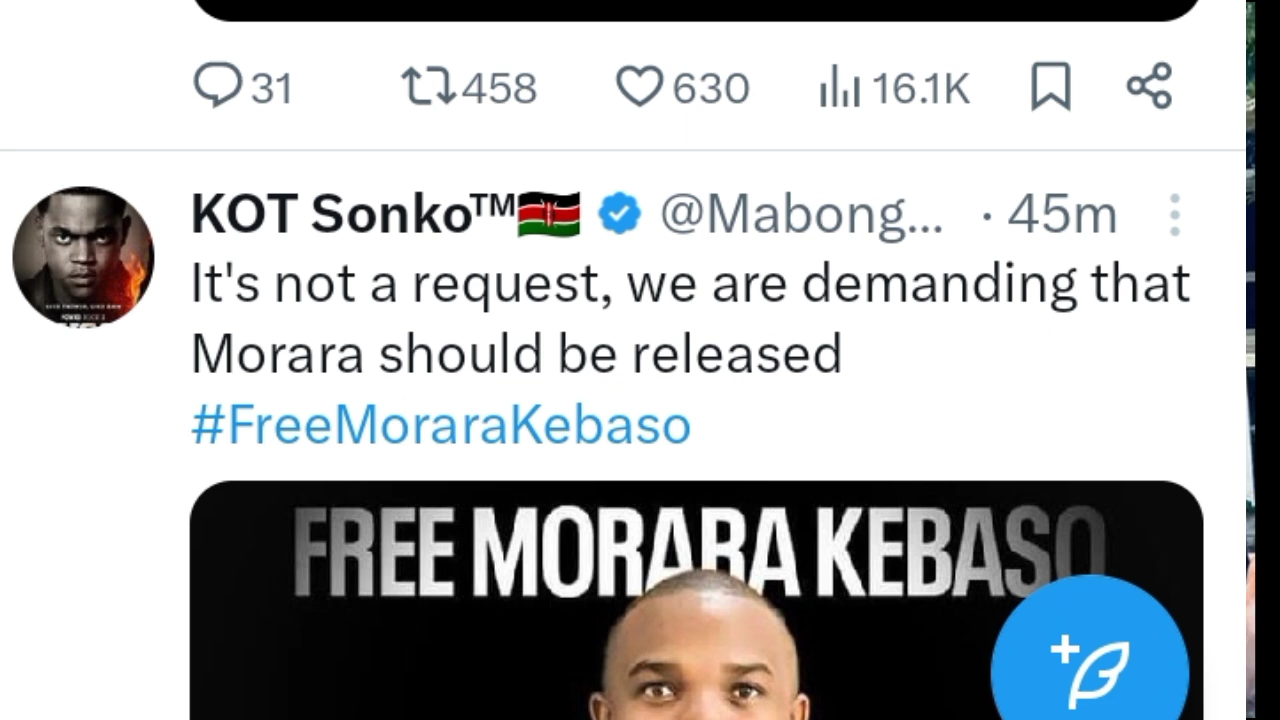 31 458 630 16.1K
KOT Sonko™🇰🇪 @Mabong... · 45m
It's not a request, we are demanding that
Morara should be released
#FreeMoraraKebaso
FREE MORARA KEBASO